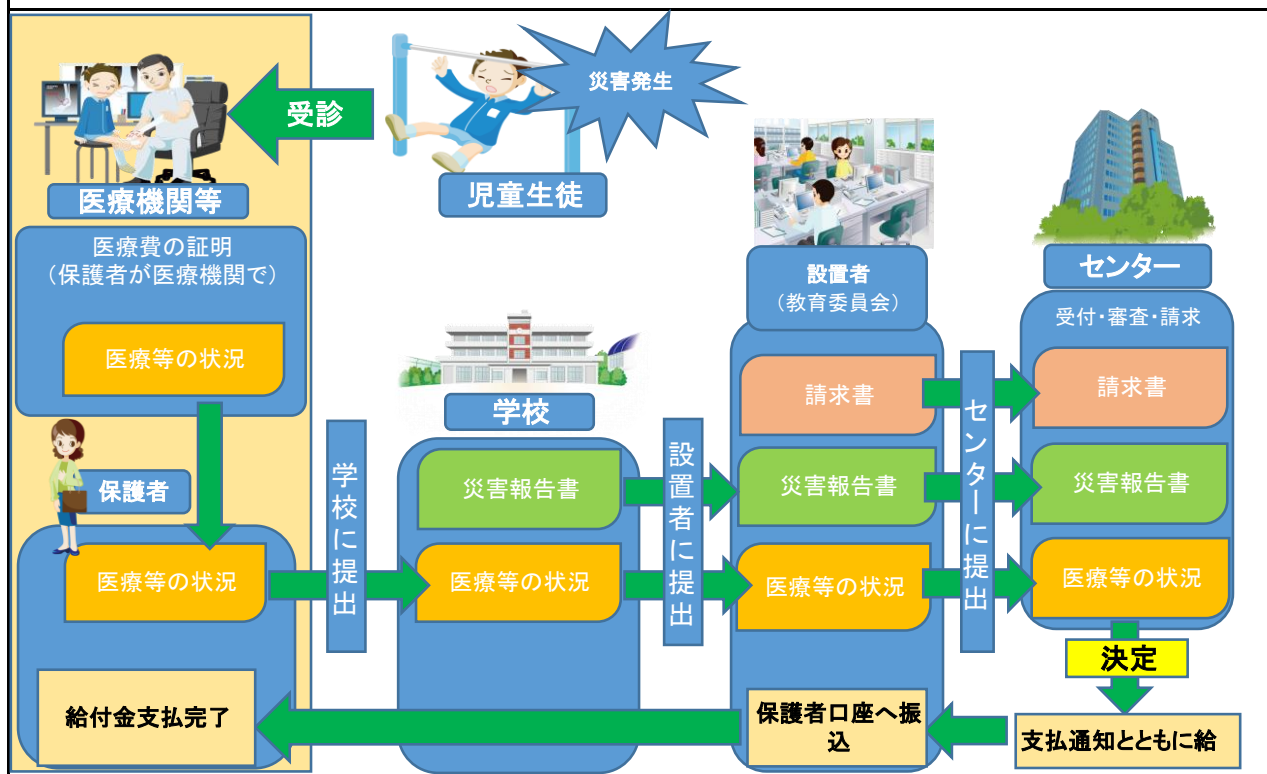 災害発生
受診
医療機関等
児童生徒
医療費の証明
（保護者が医療機関で）
医療等の状況
設置者
（教育委員会）
センター
受付・審査・請求
学校
保護者
請求書
請求書
災害報告書
災害報告書
災害報告書
医療等の状況
医療等の状況
医療等の状況
医療等の状況
学校に提出
設置者に提出
センターに提出
決定
給付金支払完了
保護者口座へ振
込
支払通知とともに給